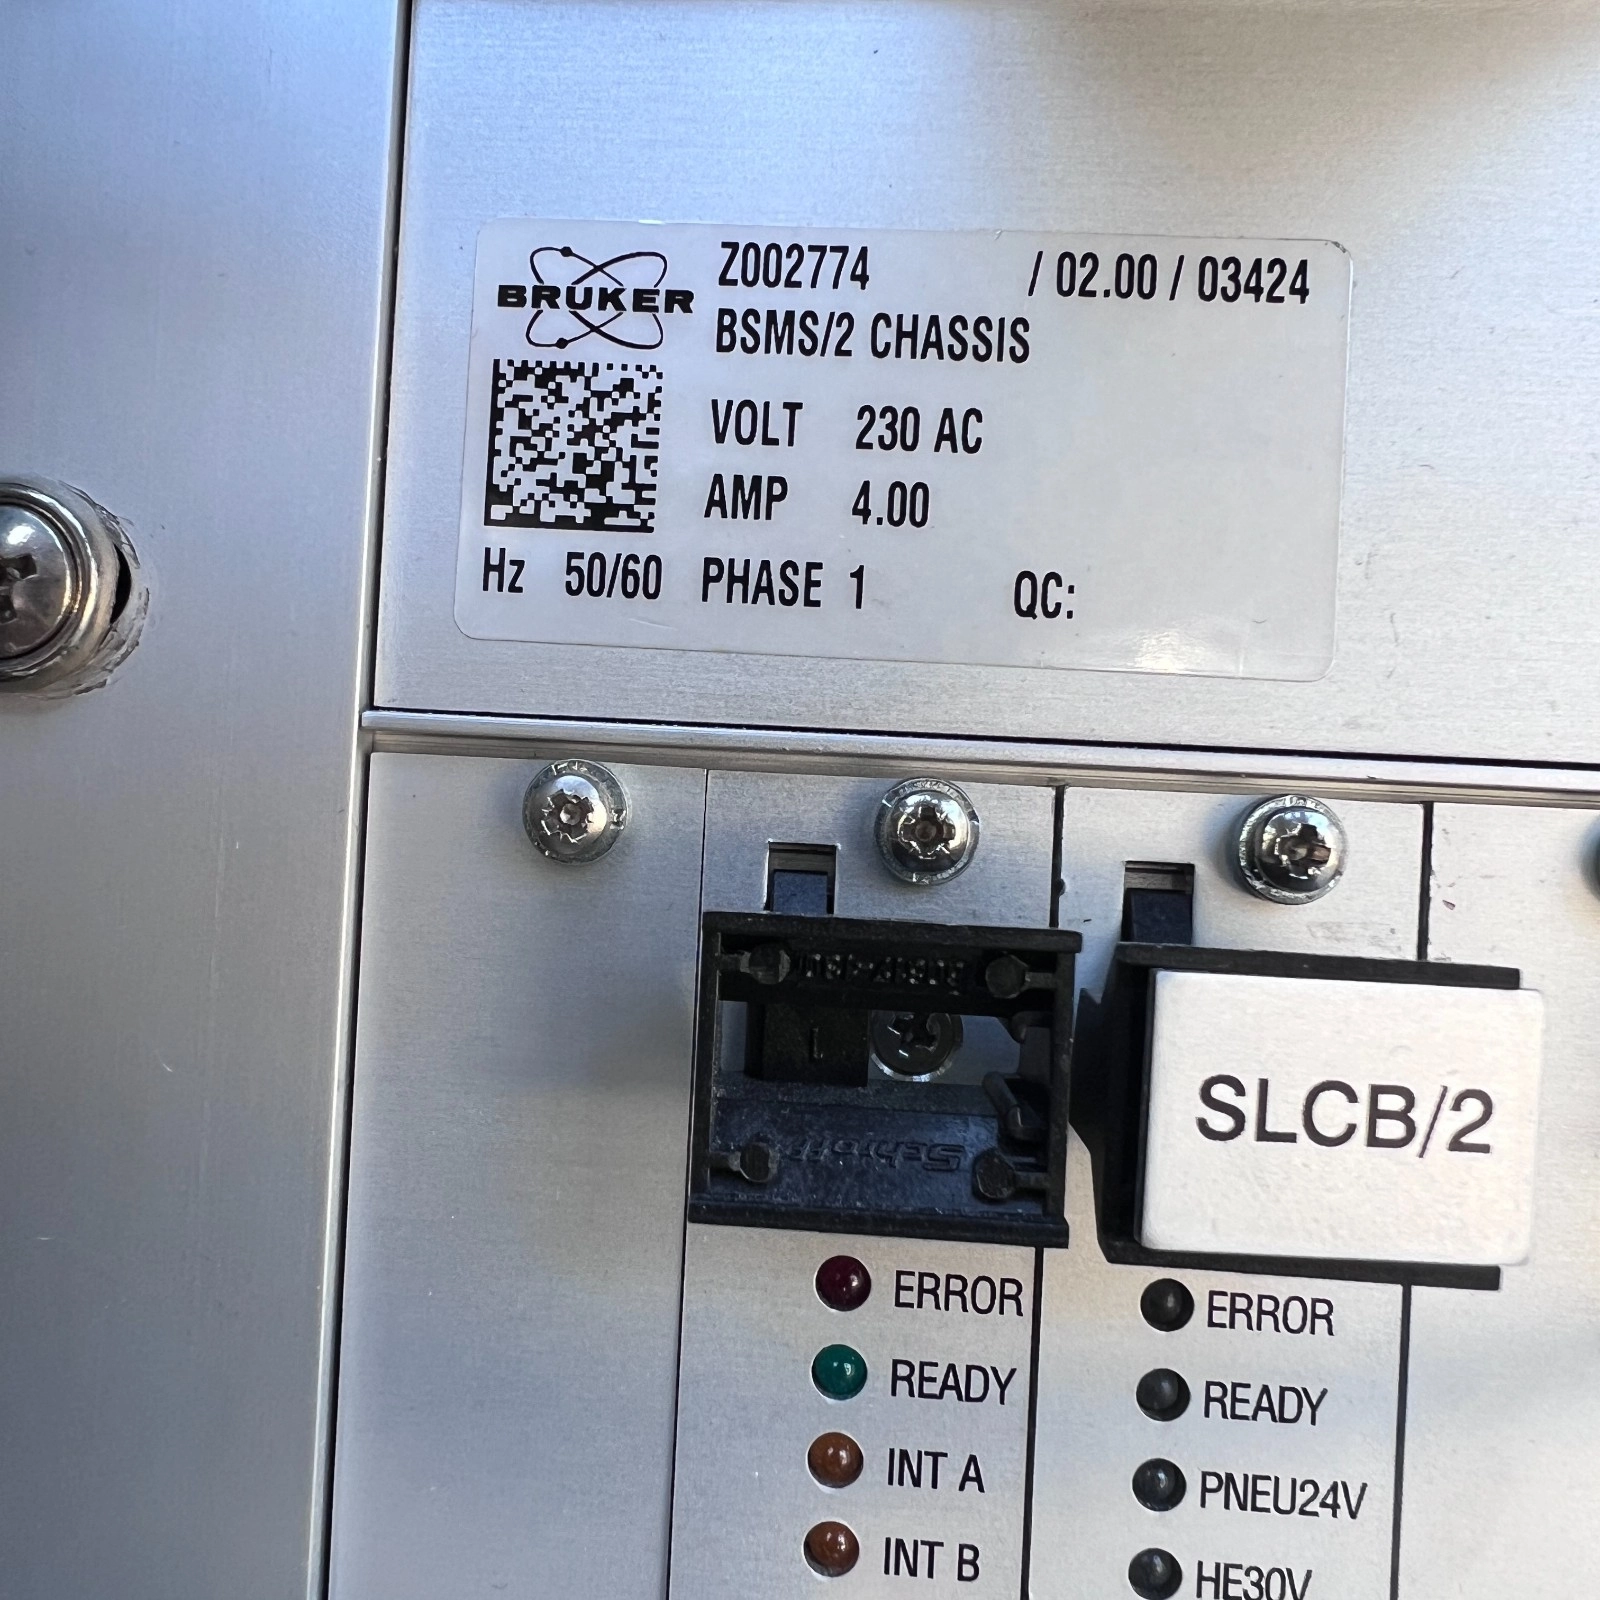 BRUKER
Z002774 / 02.00 / 03424
BSMS/2 CHASSIS
VOLT 230 AC
AMP 4.00
Hz 50/60 PHASE 1 QC:
Schroff
SLCB/2
ERROR
READY
INT A
INT B
ERROR
READY
PNEU24V
HE30V